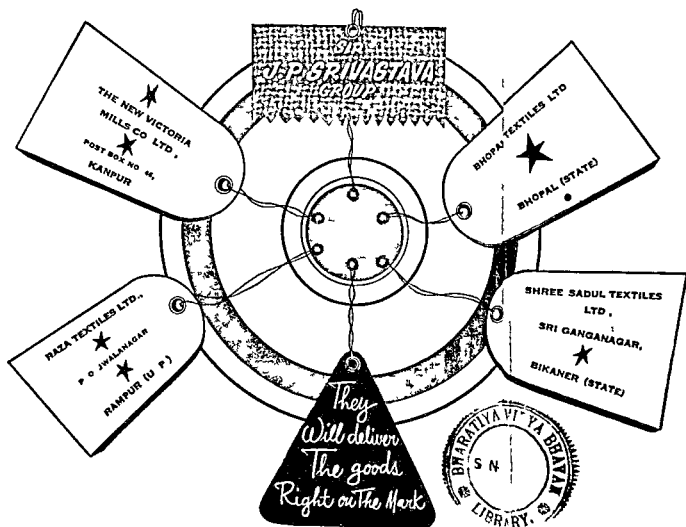 SIR
J.P. SRIVASTAVA
GROUP
THE NEW VICTORIA
MILLS CO LTD,
POST BOX NO 46,
KANPUR
BHOPAL TEXTILES LTD
BHOPAL (STATE)
RAZA TEXTILES LTD.,
P O JWALANAGAR
RAMPUR (U P)
SHREE SADUL TEXTILES
LTD,
SRI GANGANAGAR,
BIKANER (STATE)
They
Will deliver
The goods
Right on The Mark
BHARATIYA VIDYA BHAVAN
S N
LIBRARY.